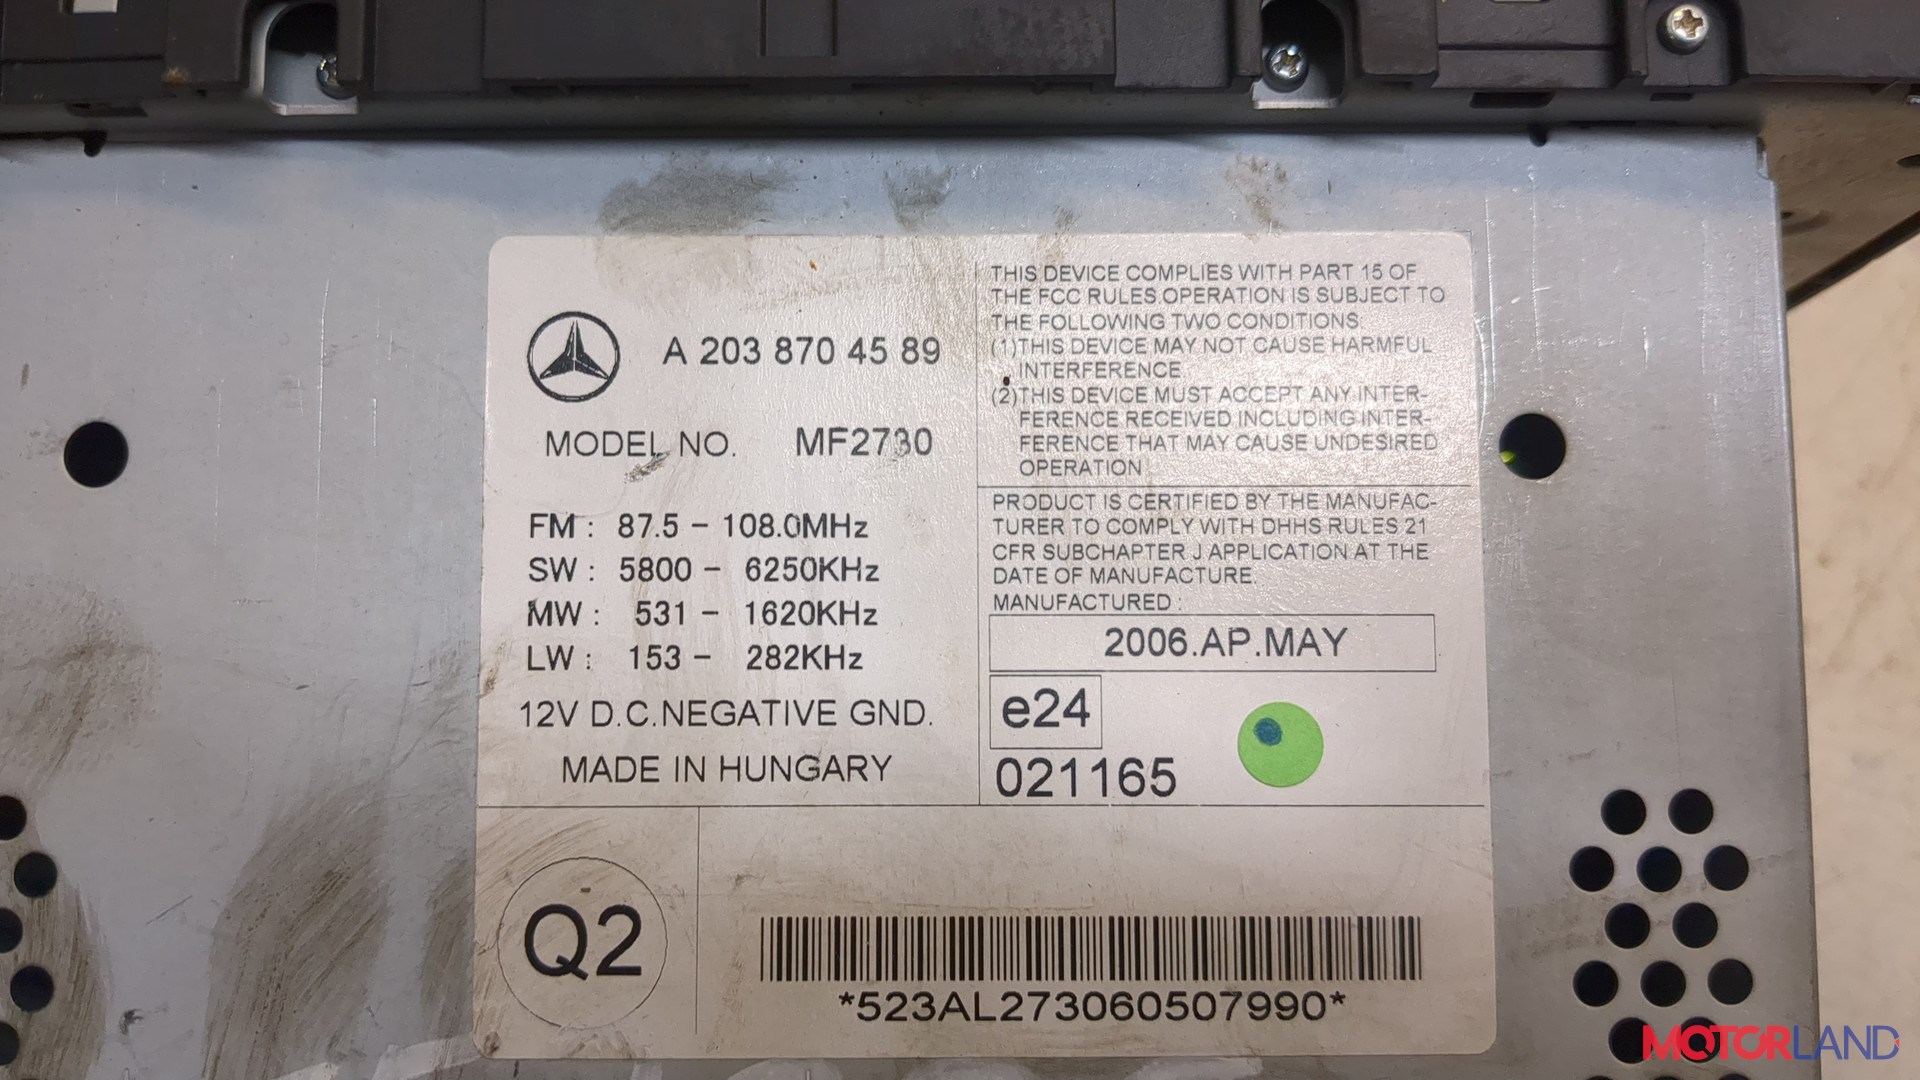 A 203 870 45 89
MODEL NO. MF2730
FM : 87.5 - 108.0MHz
SW : 5800 - 6250KHz
MW : 531 - 1620KHz
LW : 153 - 282KHz
12V D.C.NEGATIVE GND.
MADE IN HUNGARY
THIS DEVICE COMPLIES WITH PART 15 OF
THE FCC RULES.OPERATION IS SUBJECT TO
THE FOLLOWING TWO CONDITIONS:
(1)THIS DEVICE MAY NOT CAUSE HARMFUL
INTERFERENCE
(2)THIS DEVICE MUST ACCEPT ANY INTER-
FERENCE RECEIVED INCLUDING INTER-
FERENCE THAT MAY CAUSE UNDESIRED
OPERATION
PRODUCT IS CERTIFIED BY THE MANUFAC-
TURER TO COMPLY WITH DHHS RULES 21
CFR SUBCHAPTER J APPLICATION AT THE
DATE OF MANUFACTURE.
MANUFACTURED :
2006.AP.MAY
e24
021165
Q2
*523AL273060507990*
MOTORLAND